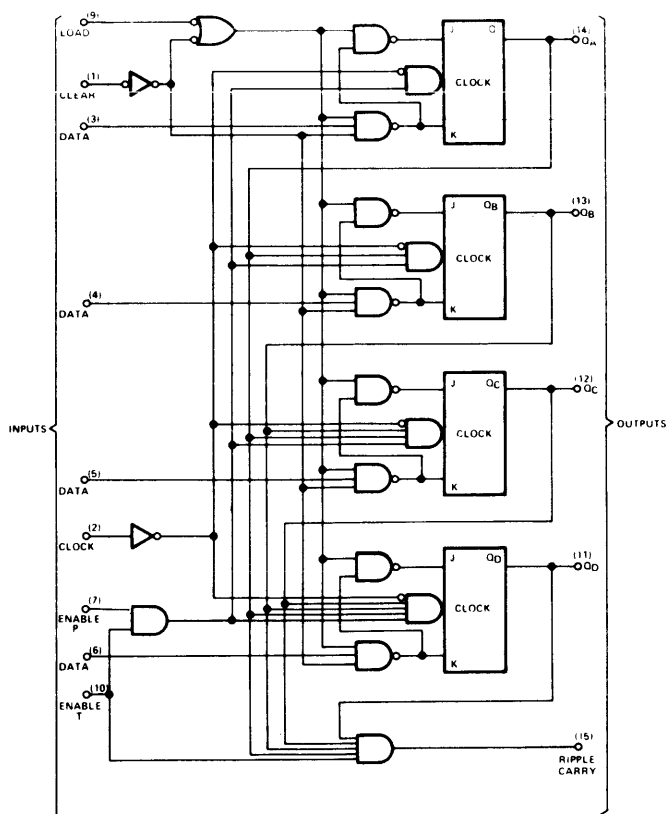 (9)
LOAD
(1)
CLEAR
(3)
DATA
J Q
CLOCK
K
(14)
QA
(4)
DATA
J QB
CLOCK
K
(13)
QB
(5)
DATA
J QC
CLOCK
K
(12)
QC
INPUTS
OUTPUTS
(2)
CLOCK
(7)
ENABLE
P
(6)
DATA
(10)
ENABLE
T
J QD
CLOCK
K
(11)
QD
(15)
RIPPLE
CARRY